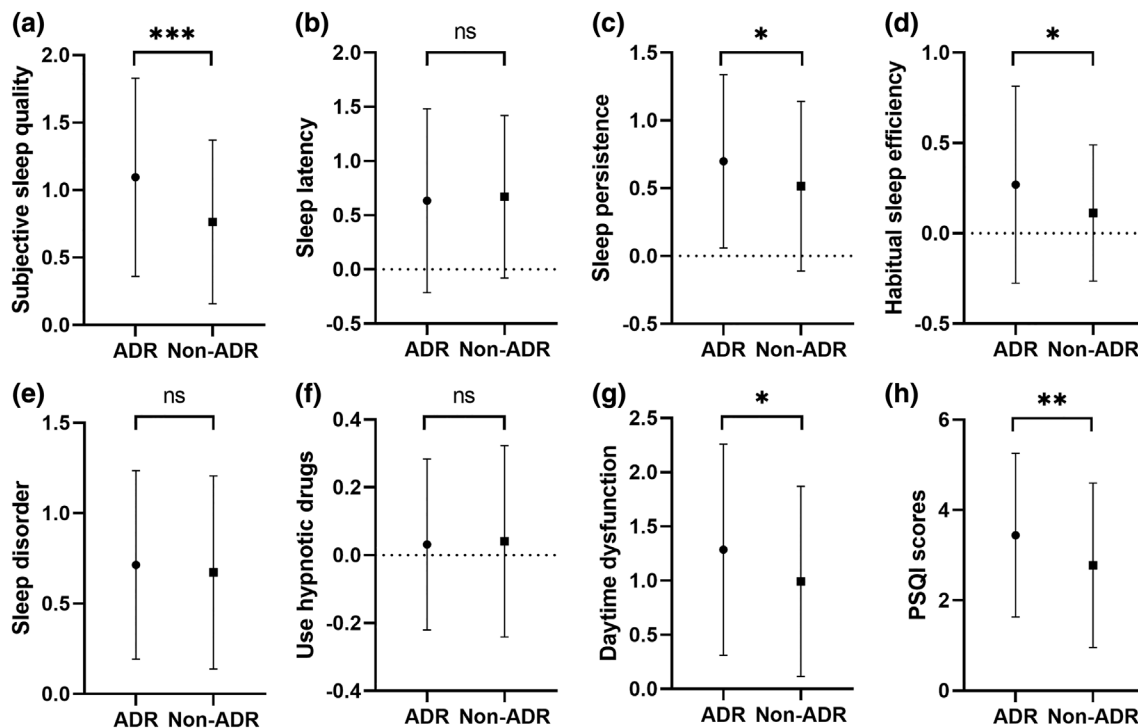 (a)
***
Subjective sleep quality
2.0
1.5
1.0
0.5
0.0
ADR Non-ADR
(b)
ns
Sleep latency
2.0
1.5
1.0
0.5
0.0
-0.5
ADR Non-ADR
(c)
*
Sleep persistence
1.5
1.0
0.5
0.0
-0.5
ADR Non-ADR
(d)
*
Habitual sleep efficiency
1.0
0.5
0.0
-0.5
ADR Non-ADR
(e)
ns
Sleep disorder
1.5
1.0
0.5
0.0
ADR Non-ADR
(f)
ns
Use hypnotic drugs
0.4
0.2
0.0
-0.2
-0.4
ADR Non-ADR
(g)
*
Daytime dysfunction
2.5
2.0
1.5
1.0
0.5
0.0
ADR Non-ADR
(h)
**
PSQI scores
6
4
2
0
ADR Non-ADR